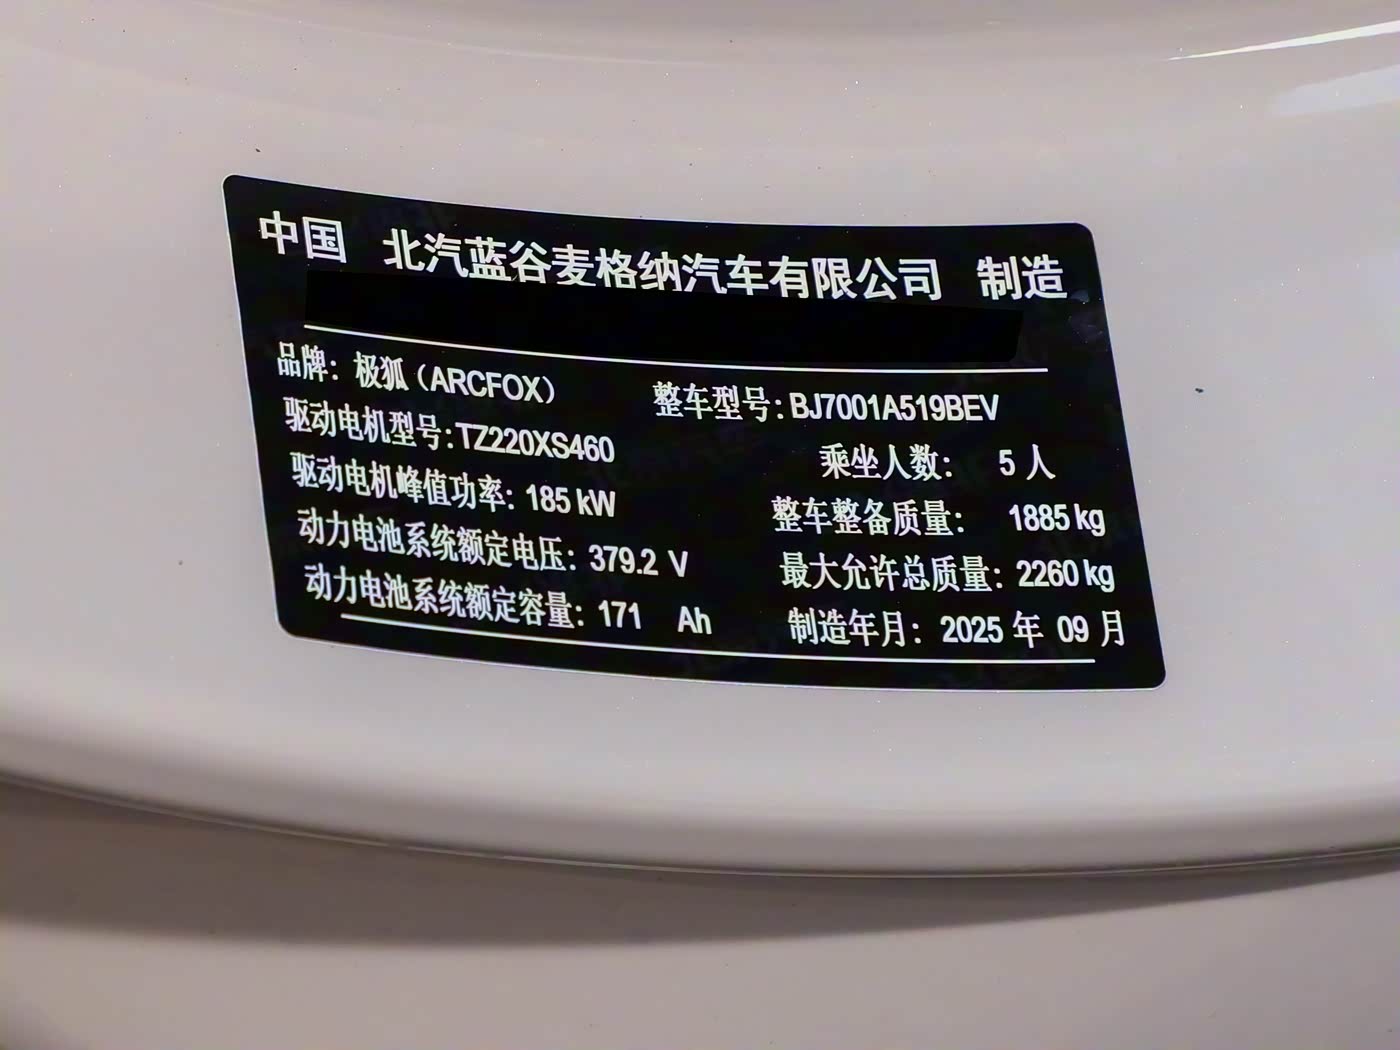 中国 北汽蓝谷麦格纳汽车有限公司 制造
品牌：极狐（ARCFOX） 整车型号：BJ7001A519BEV
驱动电机型号：TZ220XS460 乘坐人数： 5 人
驱动电机峰值功率：185 kW 整车整备质量： 1885 kg
动力电池系统额定电压：379.2 V 最大允许总质量：2260 kg
动力电池系统额定容量：171 Ah 制造年月：2025 年 09 月